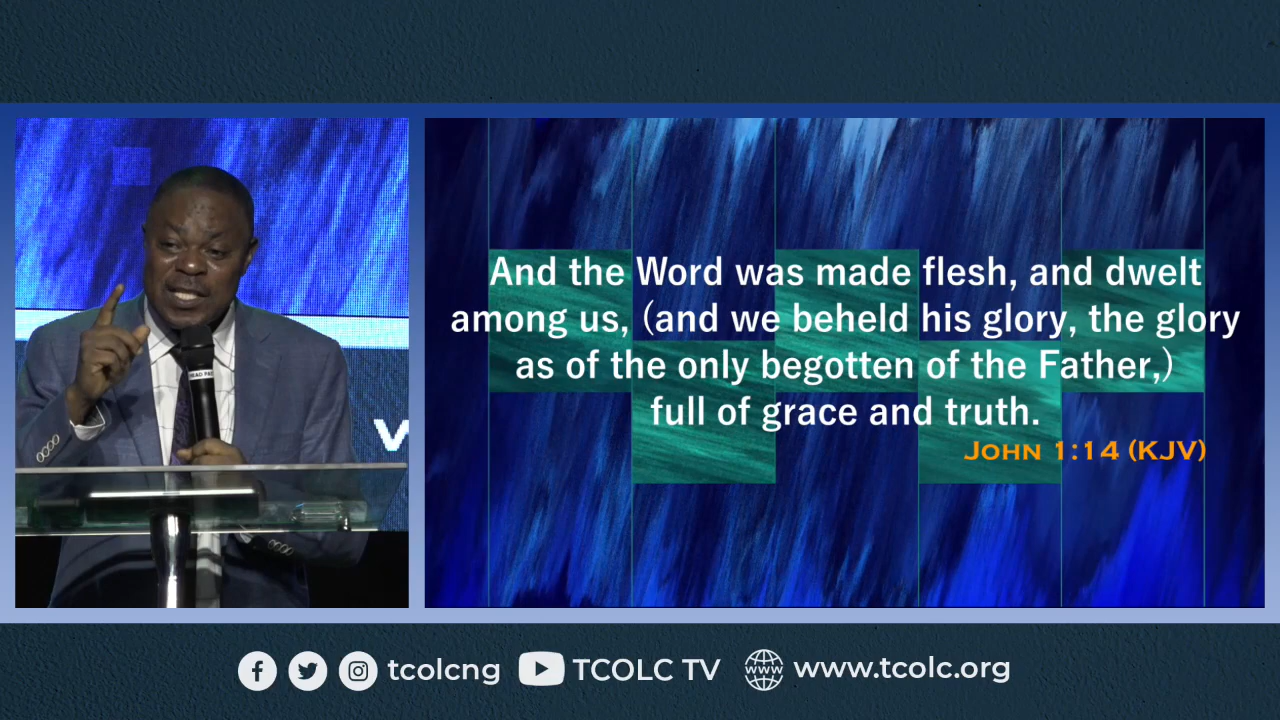 And the Word was made flesh, and dwelt
among us, (and we beheld his glory, the glory
as of the only begotten of the Father,)
full of grace and truth.
John 1:14 (KJV)
tcolcng TCOLC TV www.tcolc.org